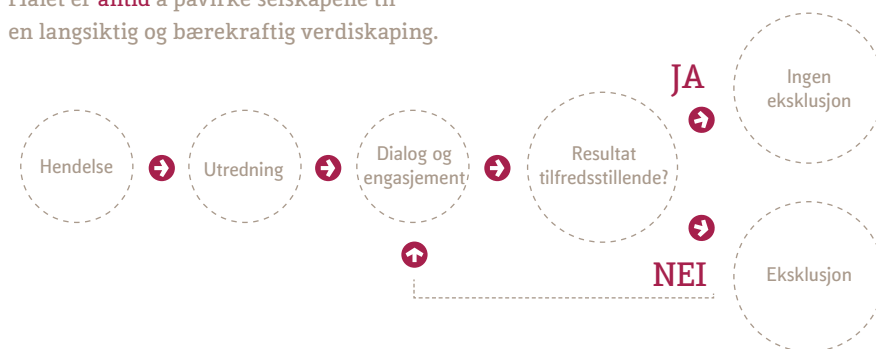 en langsiktig og bærekraftig verdiskaping.
JA
Ingen
eksklusjon
Hendelse
Utredning
Dialog og
engasjement
Resultat
tilfredsstillende?
NEI
Eksklusjon